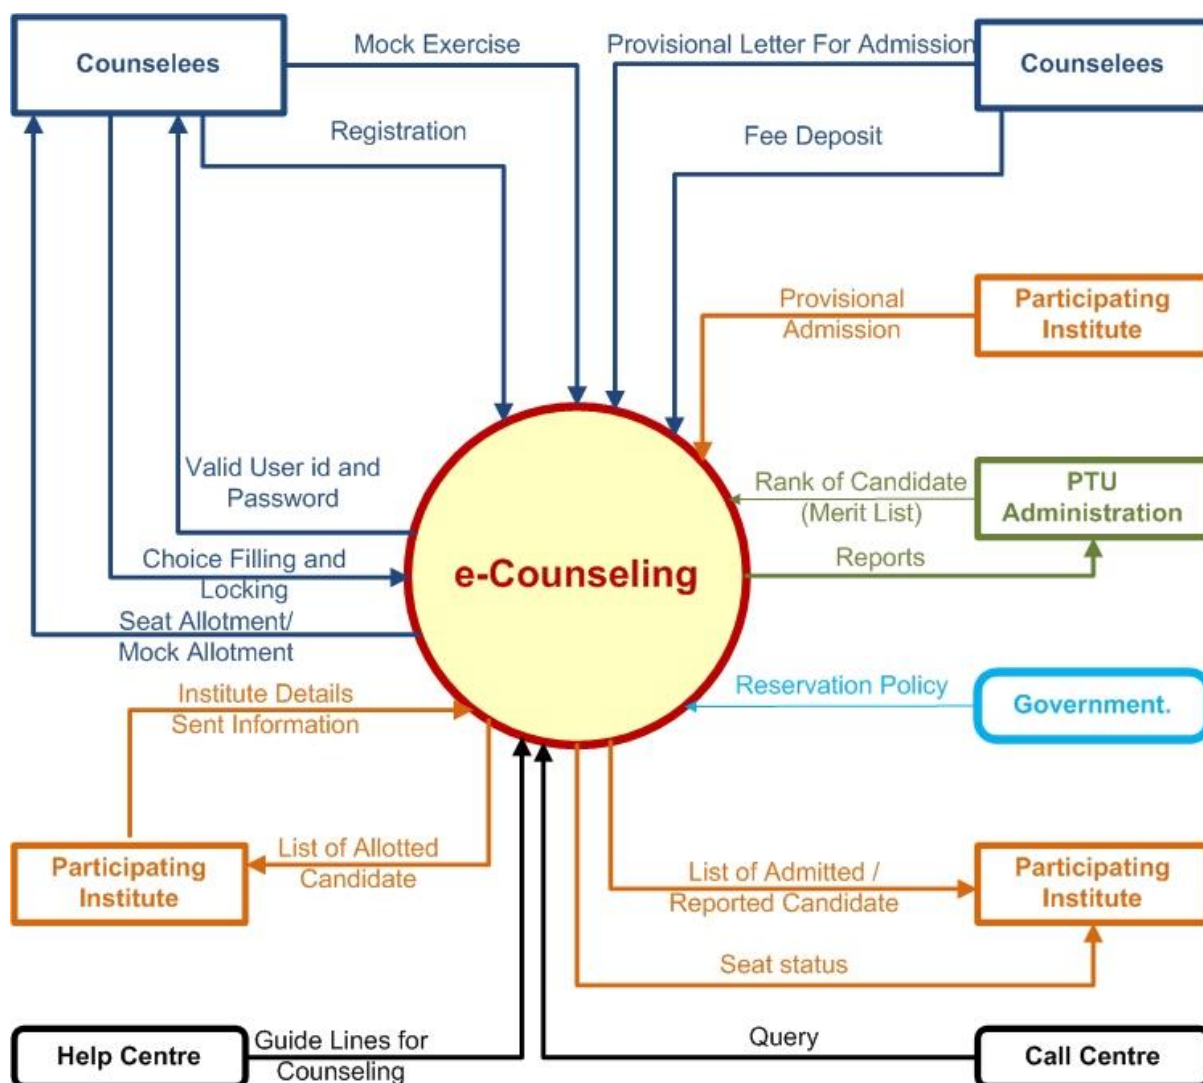 Counselees
Mock Exercise
Provisional Letter For Admission
Counselees
Registration
Fee Deposit
Provisional
Admission
Participating
Institute
Valid User id and
Password
Rank of Candidate
(Merit List)
PTU
Administration
e-Counseling
Choice Filling and
Locking
Reports
Seat Allotment/
Mock Allotment
Institute Details
Sent Information
Reservation Policy
Government.
Participating
Institute
List of Allotted
Candidate
List of Admitted /
Reported Candidate
Participating
Institute
Seat status
Help Centre
Guide Lines for
Counseling
Query
Call Centre